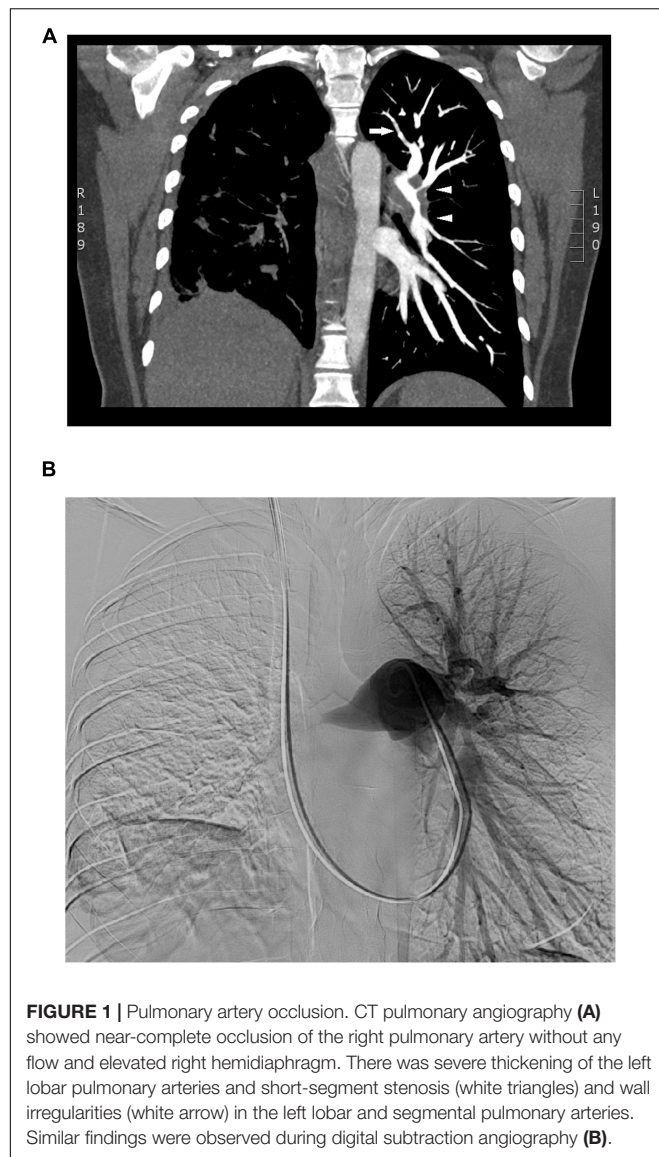 A
R
1
8
9
L
1
9
0
B
FIGURE 1 | Pulmonary artery occlusion. CT pulmonary angiography (A)
showed near-complete occlusion of the right pulmonary artery without any
flow and elevated right hemidiaphragm. There was severe thickening of the left
lobar pulmonary arteries and short-segment stenosis (white triangles) and wall
irregularities (white arrow) in the left lobar and segmental pulmonary arteries.
Similar findings were observed during digital subtraction angiography (B).